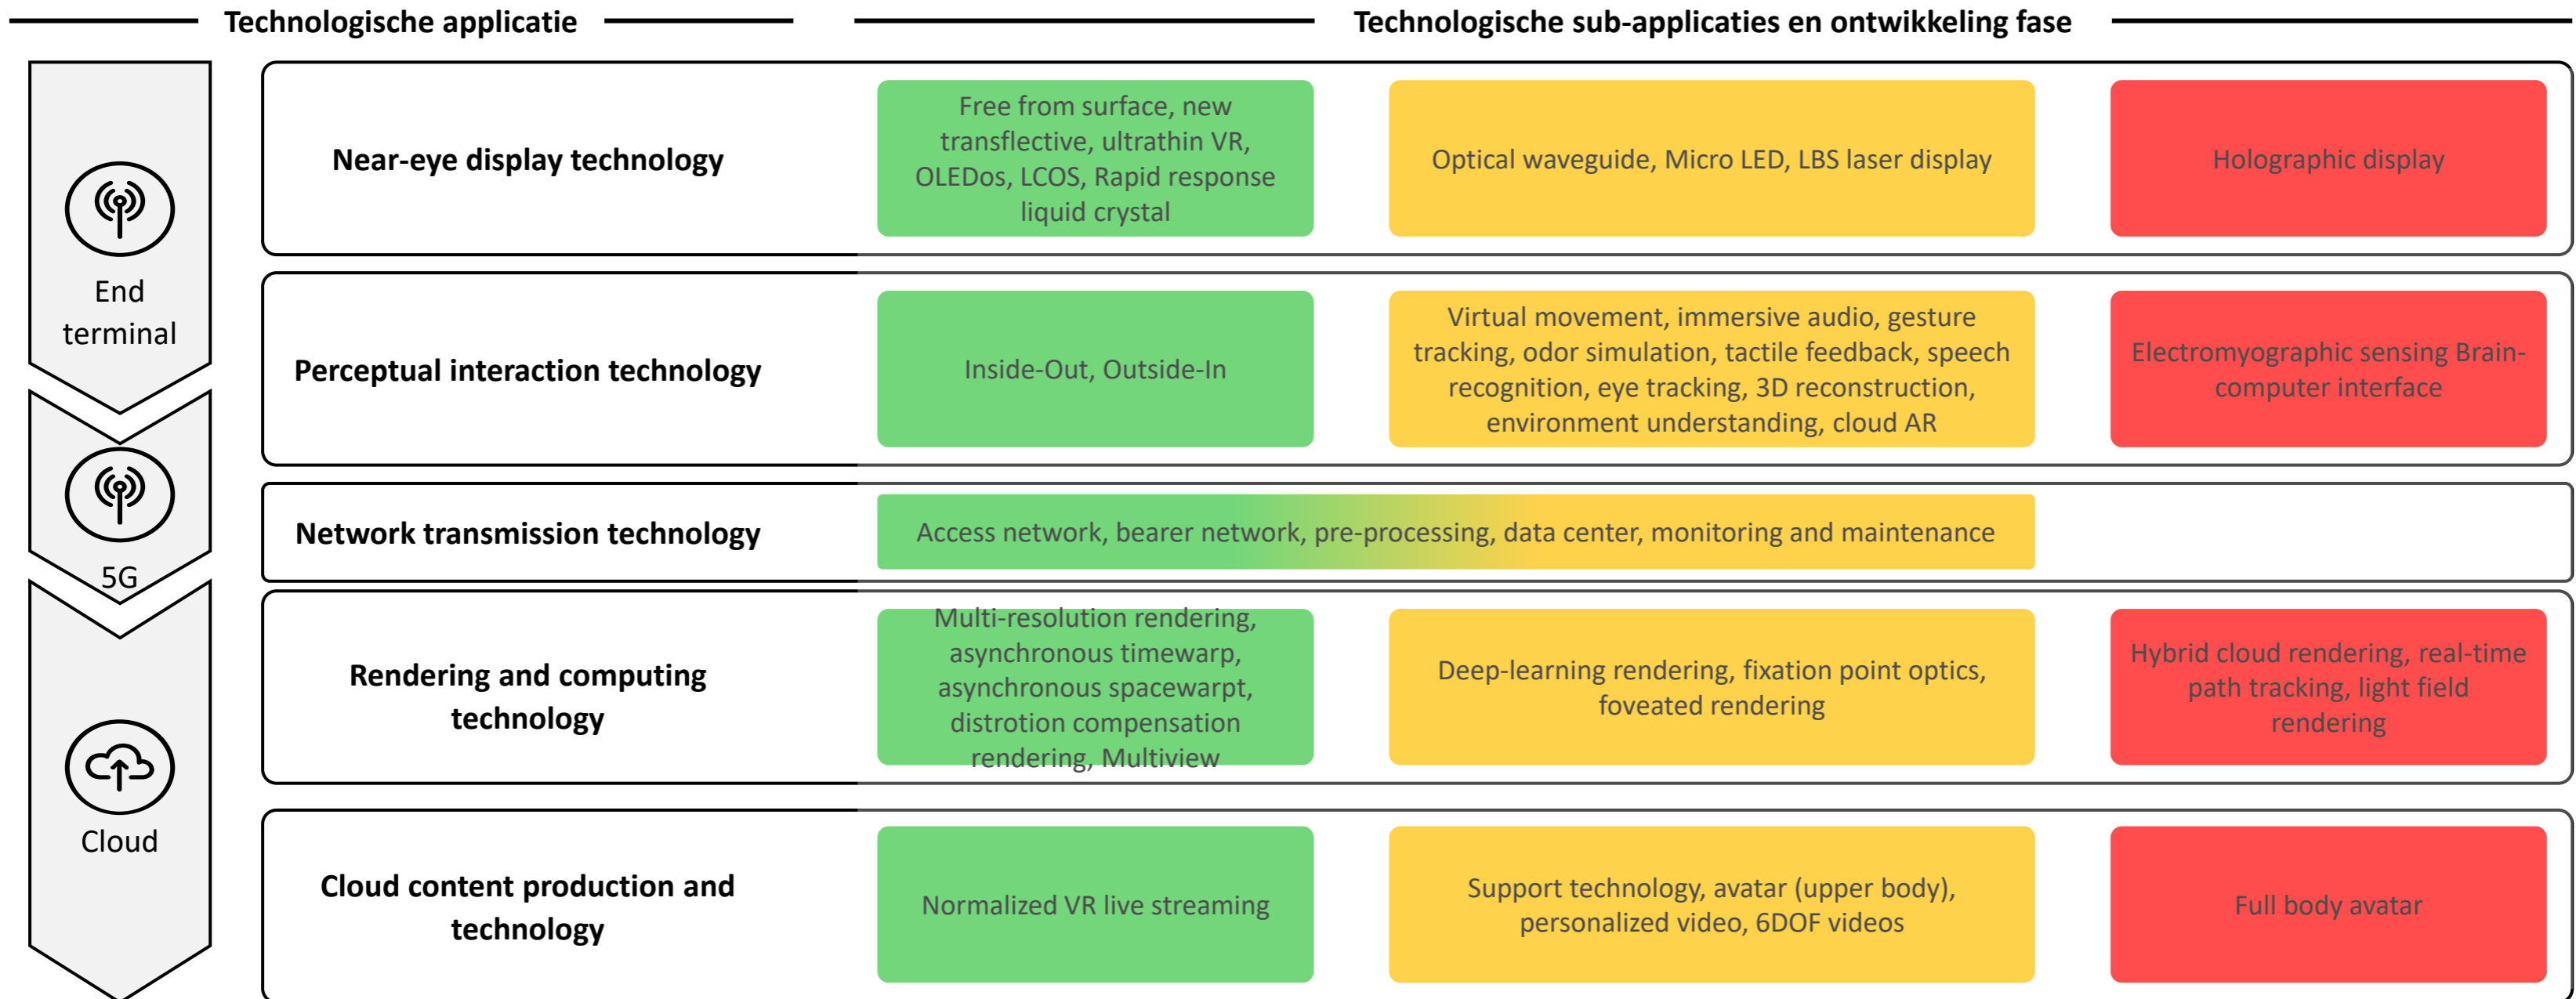 Technologische applicatie
Technologische sub-applicaties en ontwikkeling fase
End
terminal
5G
Cloud
Near-eye display technology
Free from surface, new
transflective, ultrathin VR,
OLEDos, LCOS, Rapid response
liquid crystal
Optical waveguide, Micro LED, LBS laser display
Holographic display
Perceptual interaction technology
Inside-Out, Outside-In
Virtual movement, immersive audio, gesture
tracking, odor simulation, tactile feedback, speech
recognition, eye tracking, 3D reconstruction,
environment understanding, cloud AR
Electromyographic sensing Brain-
computer interface
Network transmission technology
Access network, bearer network, pre-processing, data center, monitoring and maintenance
Rendering and computing
technology
Multi-resolution rendering,
asynchronous timewarp,
asynchronous spacewarpt,
distrotion compensation
rendering, Multiview
Deep-learning rendering, fixation point optics,
foveated rendering
Hybrid cloud rendering, real-time
path tracking, light field
rendering
Cloud content production and
technology
Normalized VR live streaming
Support technology, avatar (upper body),
personalized video, 6DOF videos
Full body avatar